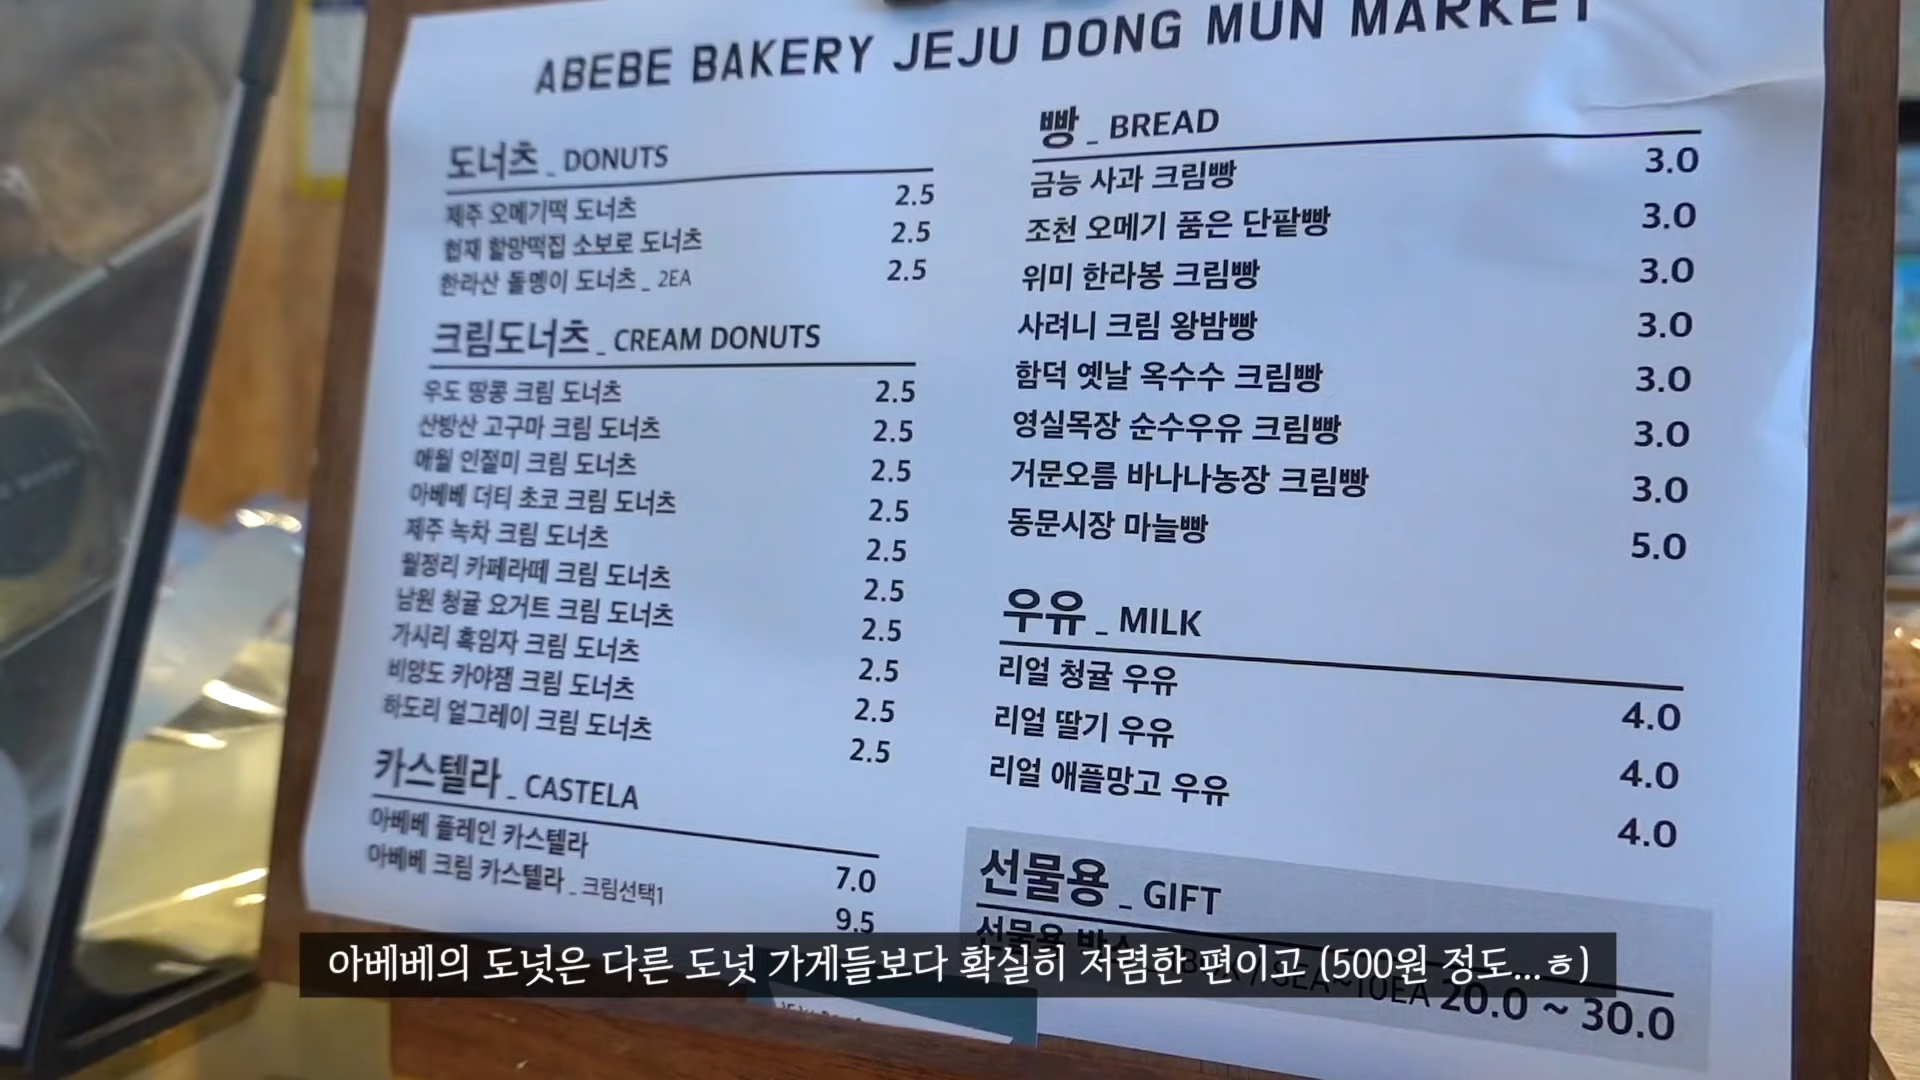 ABEBE BAKERY JEJU DONG MUN MARKET
도너츠 _ DONUTS
제주 오메기떡 도너츠 2.5
협재 할망떡집 소보로 도너츠 2.5
한라산 돌멩이 도너츠 _ 2EA 2.5
크림도너츠 _ CREAM DONUTS
우도 땅콩 크림 도너츠 2.5
산방산 고구마 크림 도너츠 2.5
애월 인절미 크림 도너츠 2.5
아베베 더티 초코 크림 도너츠 2.5
제주 녹차 크림 도너츠 2.5
월정리 카페라떼 크림 도너츠 2.5
남원 청귤 요거트 크림 도너츠 2.5
가시리 흑임자 크림 도너츠 2.5
비양도 카야잼 크림 도너츠 2.5
하도리 얼그레이 크림 도너츠 2.5
카스텔라 _ CASTELA
아베베 플레인 카스텔라 7.0
아베베 크림 카스텔라 _ 크림선택1 9.5
빵 _ BREAD
금능 사과 크림빵 3.0
조천 오메기 품은 단팥빵 3.0
위미 한라봉 크림빵 3.0
사려니 크림 왕밤빵 3.0
함덕 옛날 옥수수 크림빵 3.0
영실목장 순수우유 크림빵 3.0
거문오름 바나나농장 크림빵 3.0
동문시장 마늘빵 5.0
우유 _ MILK
리얼 청귤 우유 4.0
리얼 딸기 우유 4.0
리얼 애플망고 우유 4.0
선물용 _ GIFT
선물용 20.0 ~ 30.0
아베베의 도넛은 다른 도넛 가게들보다 확실히 저렴한 편이고 (500원 정도...ㅎ)